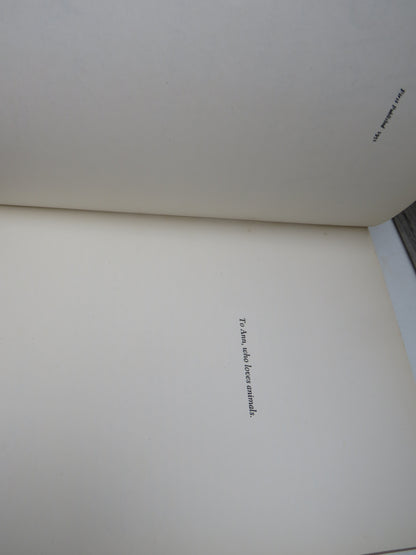 First Published 1951
To Ann, who loves animals.